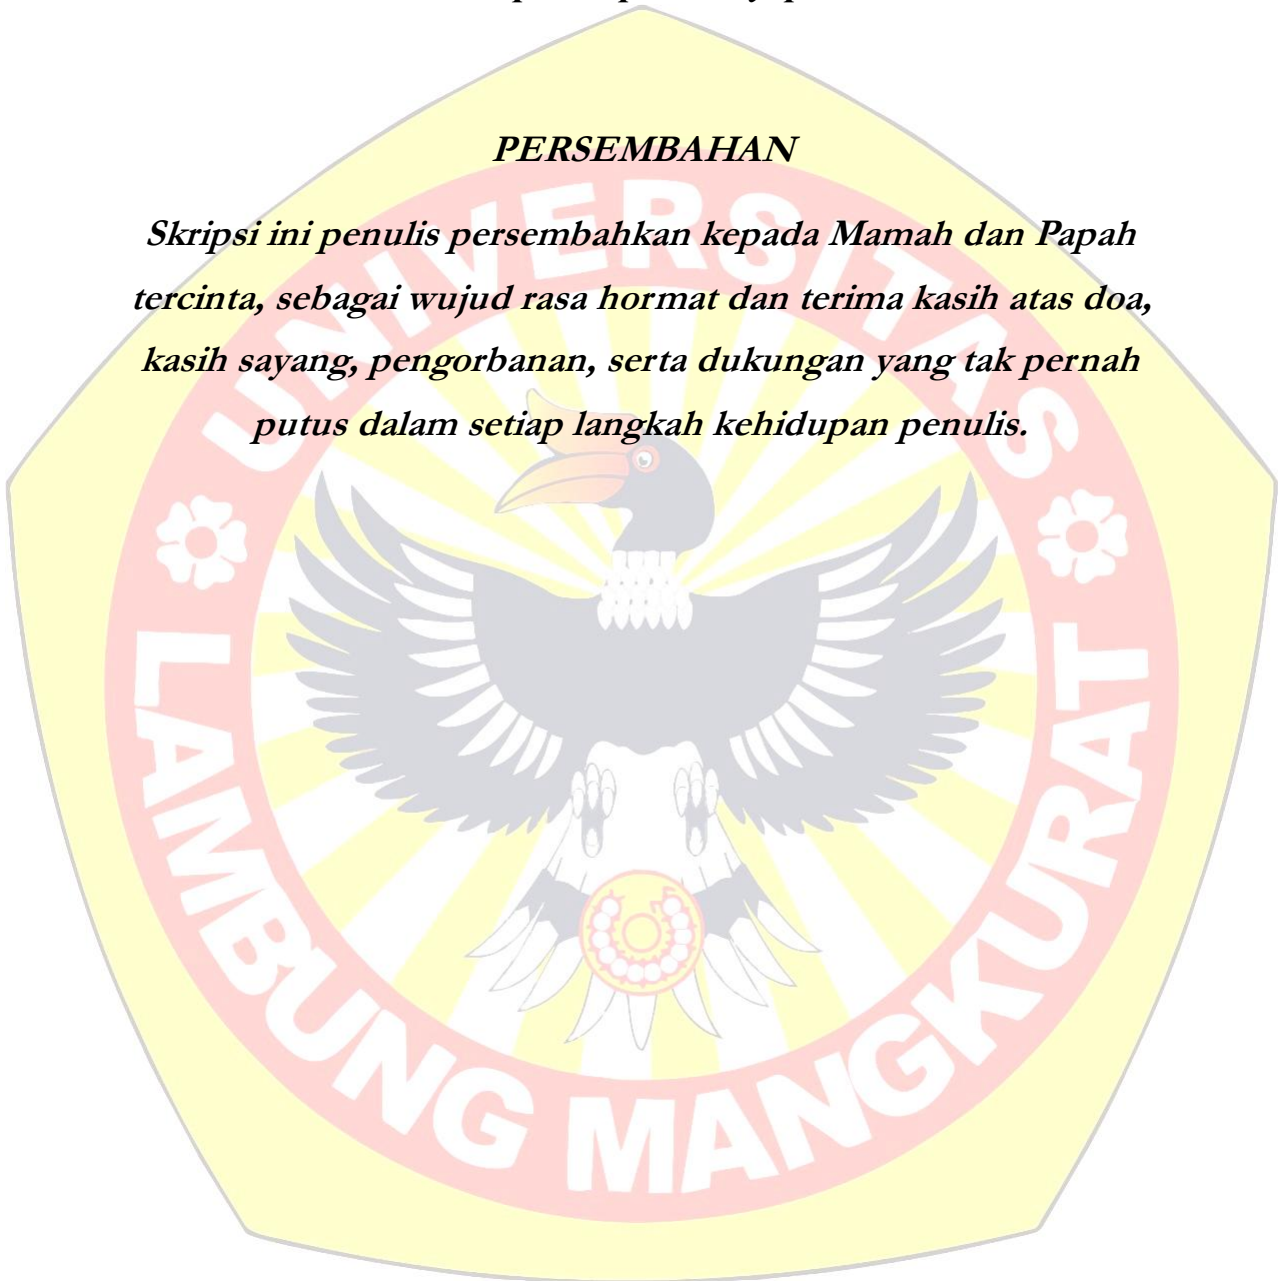 PERSEMBAHAN
Skripsi ini penulis persembahkan kepada Mamah dan Papah
tercinta, sebagai wujud rasa hormat dan terima kasih atas doa,
kasih sayang, pengorbanan, serta dukungan yang tak pernah
putus dalam setiap langkah kehidupan penulis.
UNIVERSITAS
LAMBUNG MANGKURAT